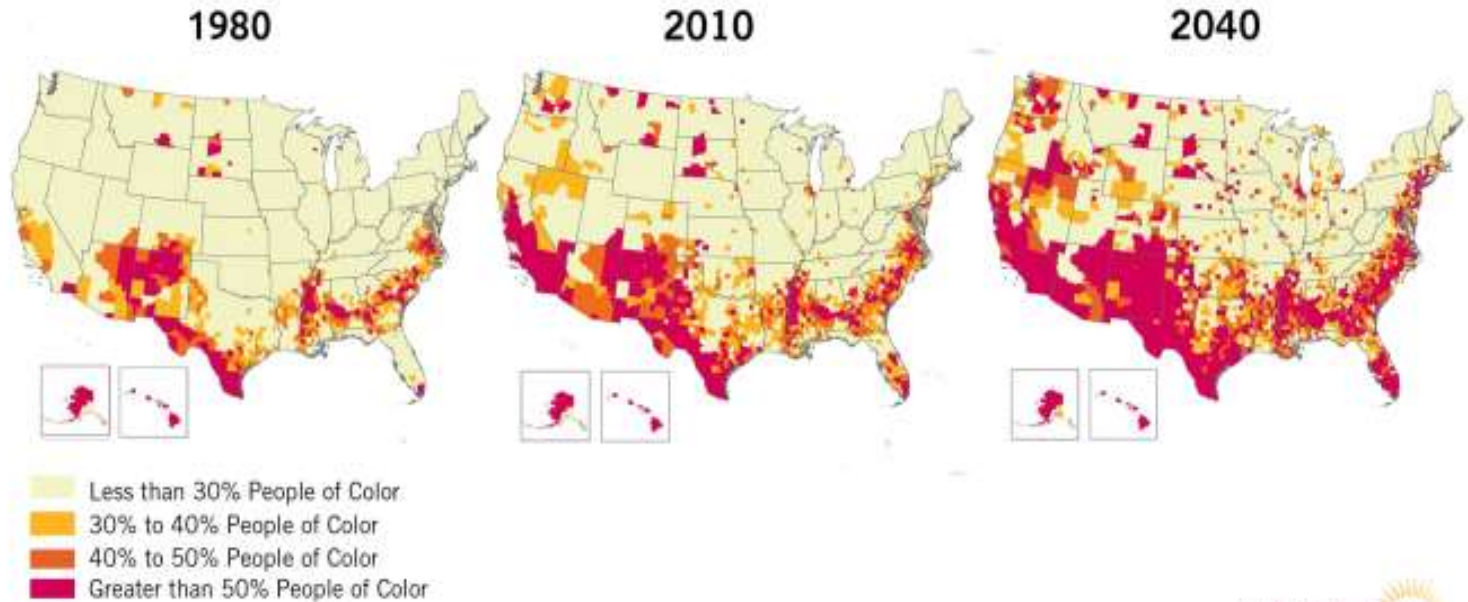 1980
2010
2040
Less than 30% People of Color
30% to 40% People of Color
40% to 50% People of Color
Greater than 50% People of Color